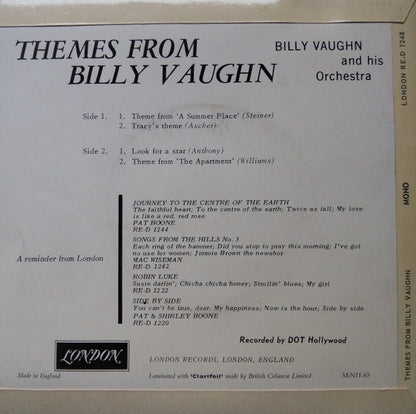 THEMES FROM
BILLY VAUGHN
BILLY VAUGHN
and his
Orchestra
Side 1. 1. Theme from 'A Summer Place' (Steiner)
2. Tracy's theme (Ascher)
Side 2. 1. Look for a star (Anthony)
2. Theme from 'The Apartment' (Williams)
A reminder from London
JOURNEY TO THE CENTRE OF THE EARTH
The faithful heart; To the centre of the earth; Twice as tall; My love
is like a red, red rose
PAT BOONE
RE-D 1244
SONGS FROM THE HILLS No. 3
Each ring of the hammer; Did you stop to pray this morning; I've got
no use for women; Jimmie Brown the newsboy
MAC WISEMAN
RE-D 1242
ROBIN LUKE
Susie darlin'; Chicha chicha honey; Strollin' blues; My girl
RE-D 1222
SIDE BY SIDE
You can't be true, dear; My happiness; Now is the hour; Side by side
PAT & SHIRLEY BOONE
RE-D 1220
Recorded by DOT Hollywood
LONDON
LONDON RECORDS, LONDON, ENGLAND
Made in England
Laminated with 'Clarifoil' made by British Celanese Limited
McN11.60
LONDON RE-D 1248
MONO
THEMES FROM BILLY VAUGHN